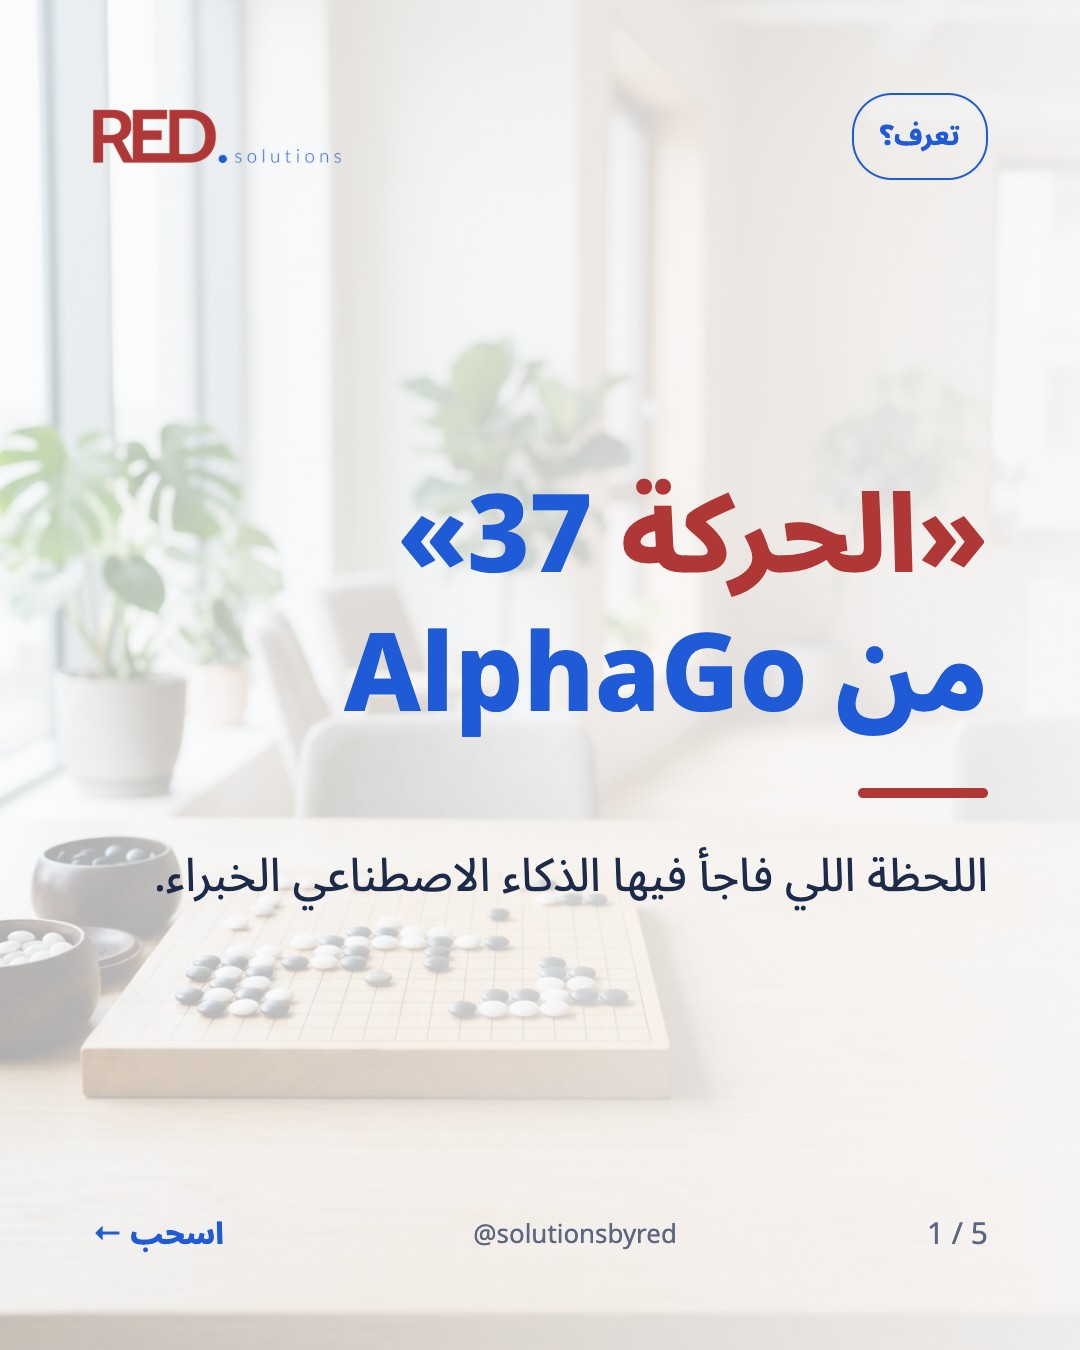 RED.solutions
تعرف؟
«الحركة 37»
من AlphaGo
اللحظة اللي فاجأ فيها الذكاء الاصطناعي الخبراء.
1 / 5
@solutionsbyred
اسحب ←